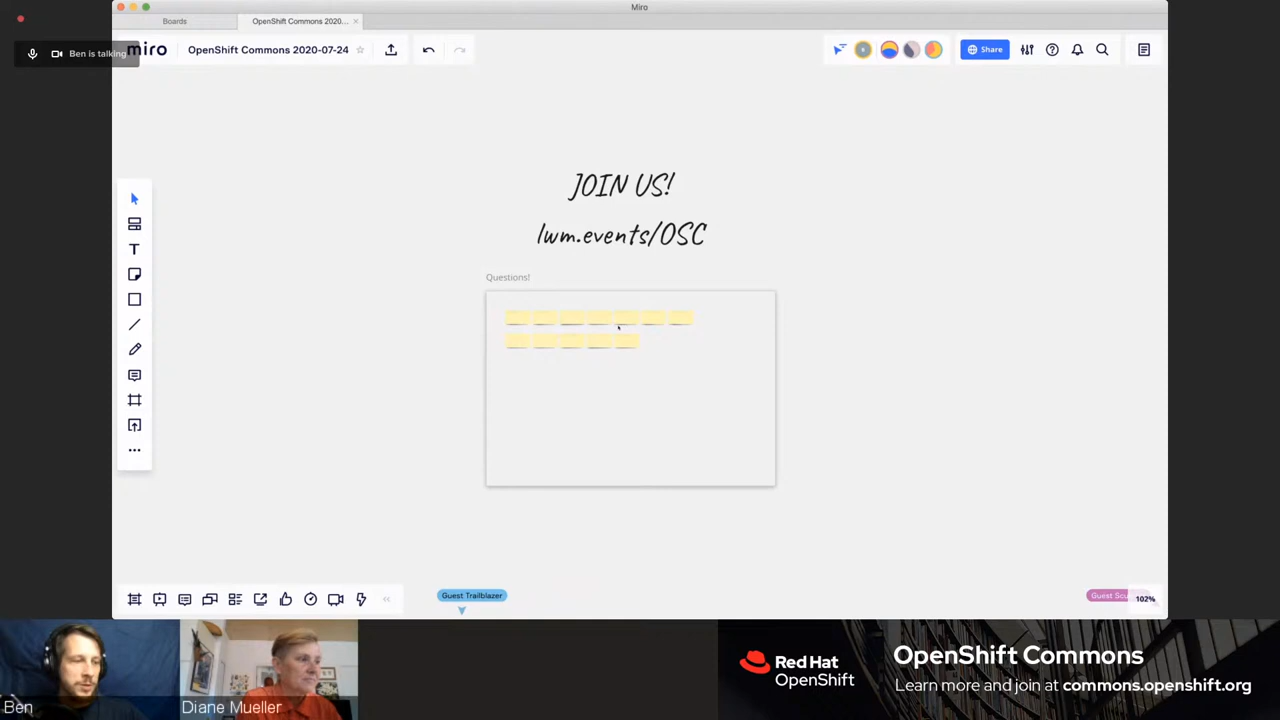 Miro
Boards
OpenShift Commons 2020...
Ben is talking
miro
OpenShift Commons 2020-07-24
Share
JOIN US!
lwm.events/OSC
Questions!
Guest Trailblazer
Guest Scu
102%
Ben
Diane Mueller
Red Hat
OpenShift
OpenShift Commons
Learn more and join at commons.openshift.org